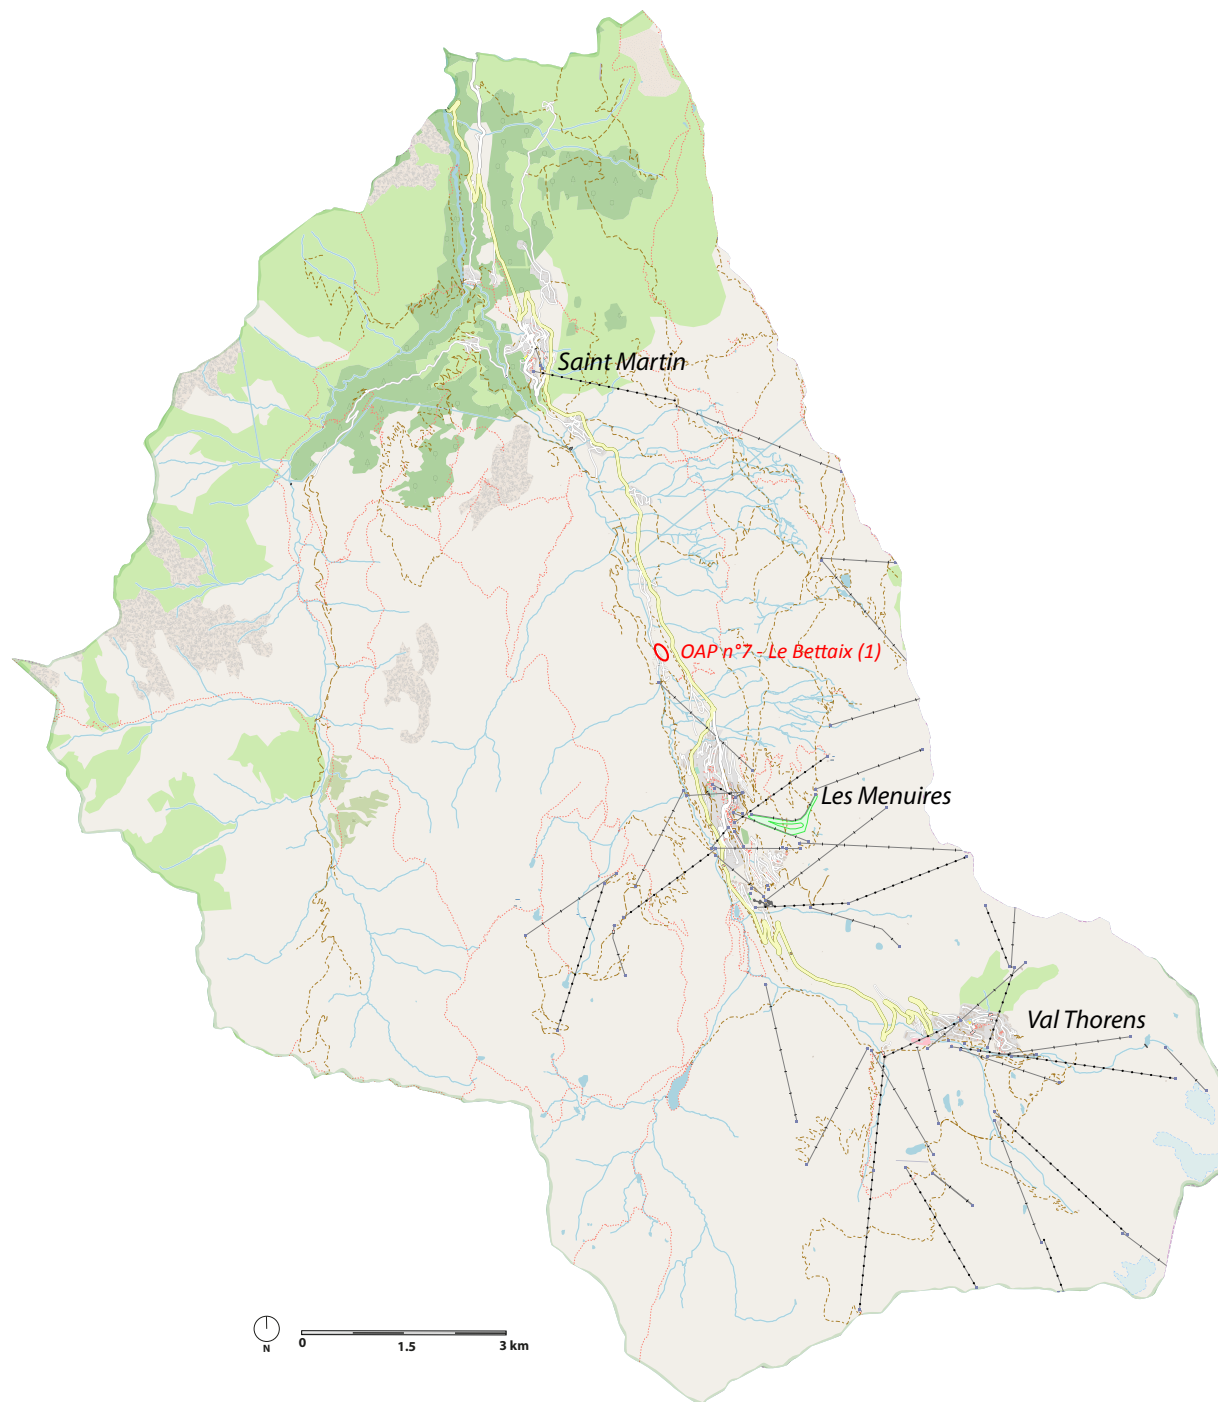 Saint Martin
OAP n°7 - Le Bettaix (1)
Les Menuires
Val Thorens
N
0
1.5
3 km